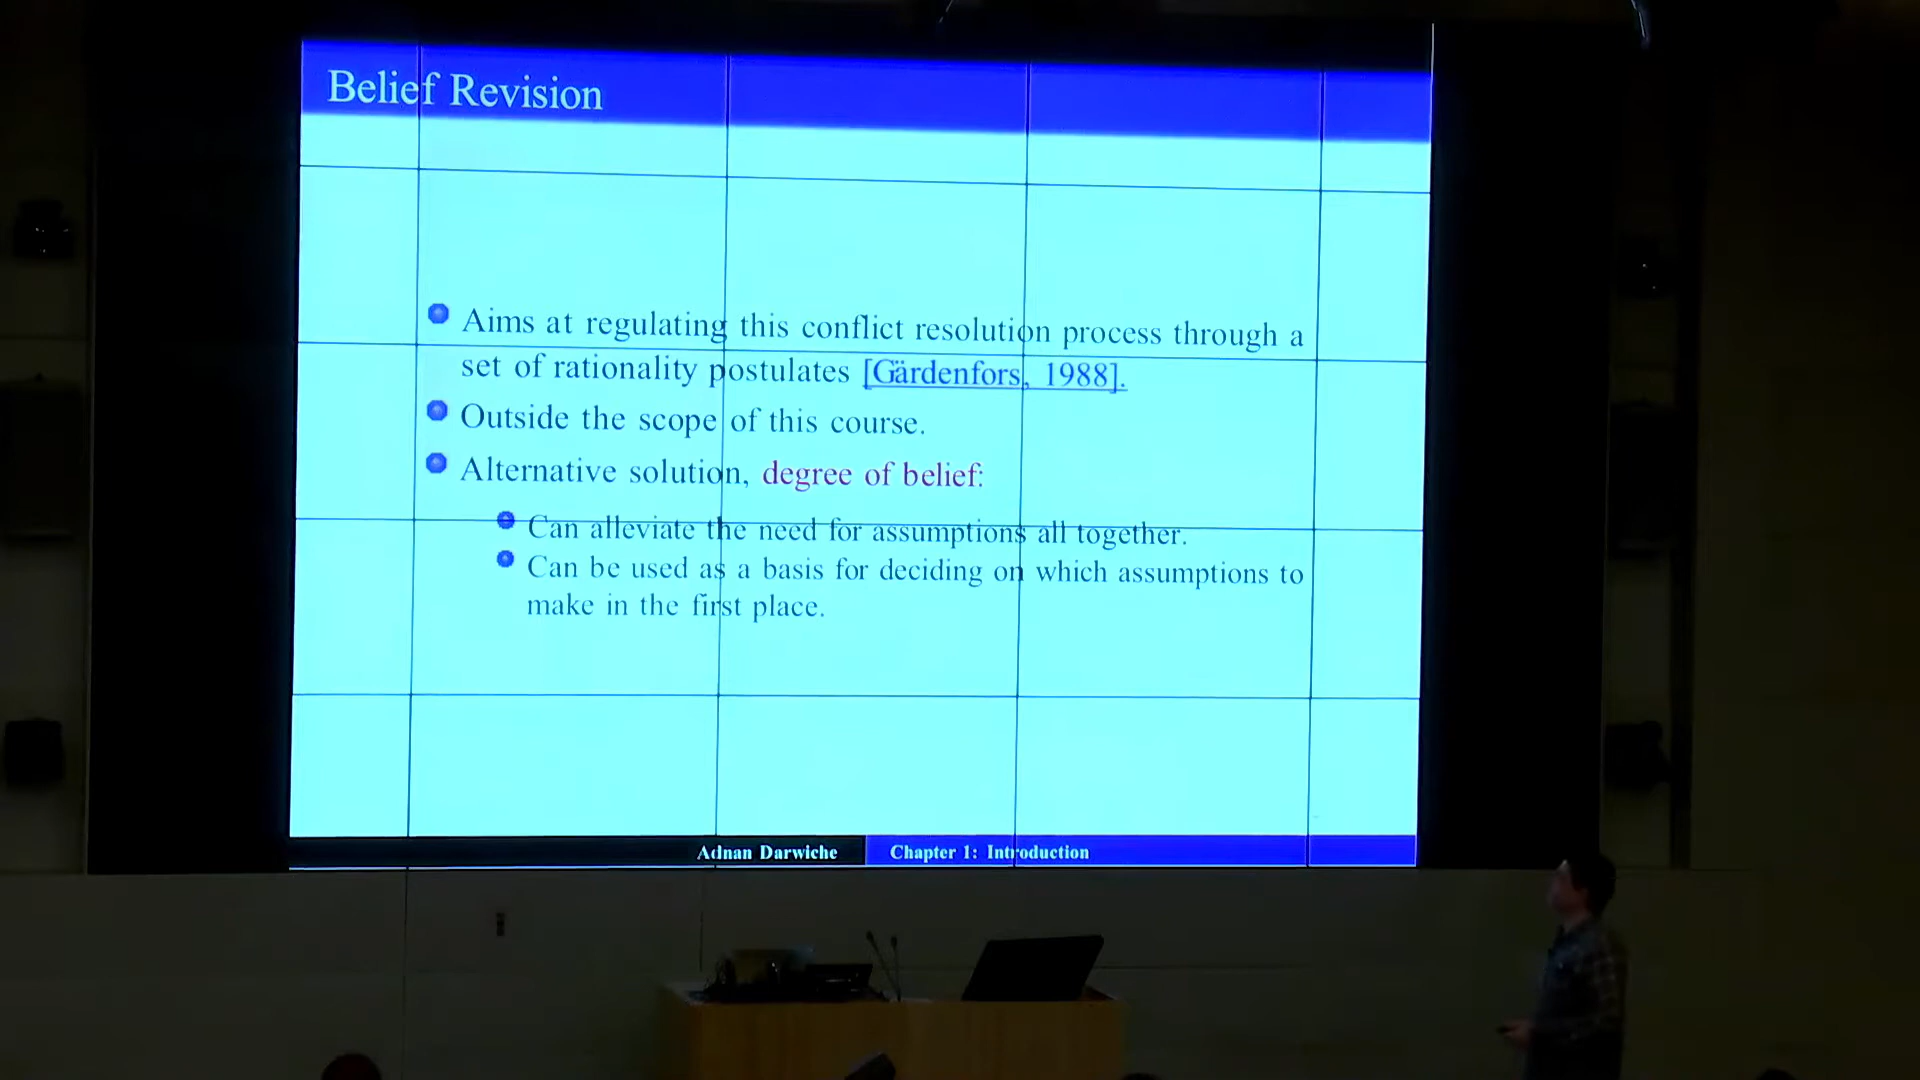 Belief Revision
Aims at regulating this conflict resolution process through a
set of rationality postulates [Gärdenfors, 1988].
Outside the scope of this course.
Alternative solution, degree of belief:
Can alleviate the need for assumptions all together.
Can be used as a basis for deciding on which assumptions to
make in the first place.
Adnan Darwiche
Chapter 1: Introduction